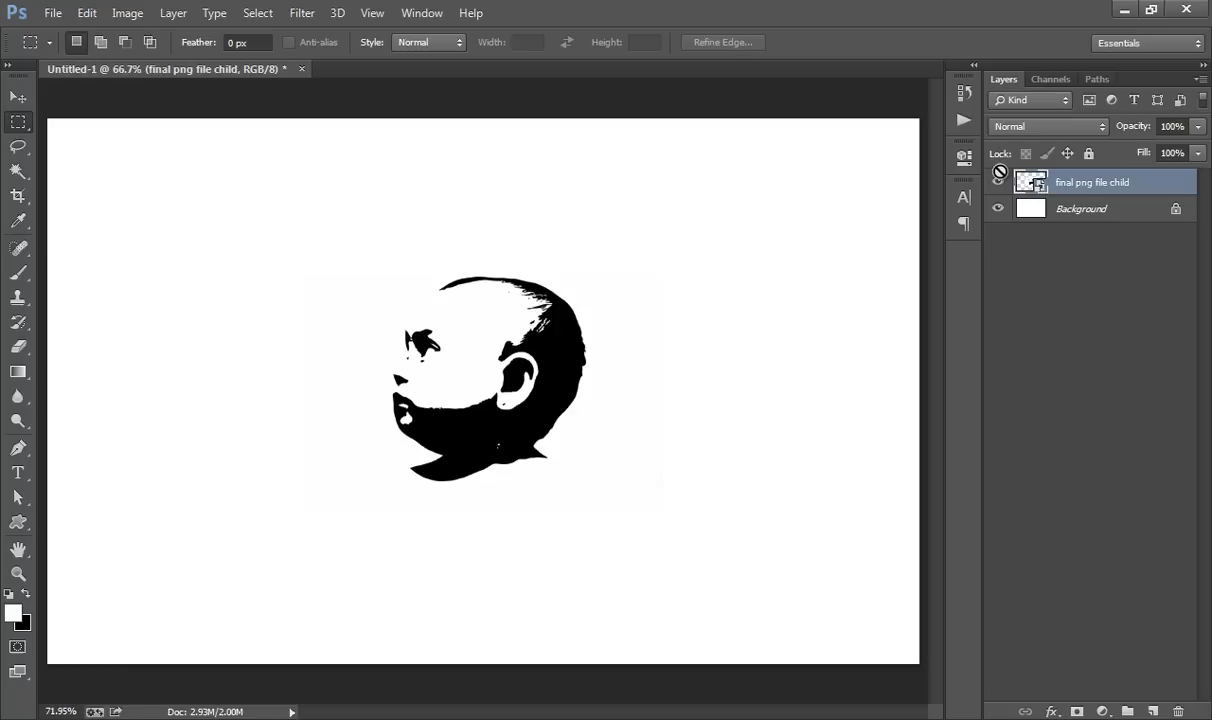 Ps File Edit Image Layer Type Select Filter 3D View Window Help
Feather: 0 px Anti-alias Style: Normal Width: Height: Refine Edge... Essentials
Untitled-1 @ 66.7% (final png file child, RGB/8) *
Layers Channels Paths
Kind T
Normal Opacity: 100%
Lock: Fill: 100%
final png file child
Background
A
T
71.95% Doc: 2.93M/2.00M
fx